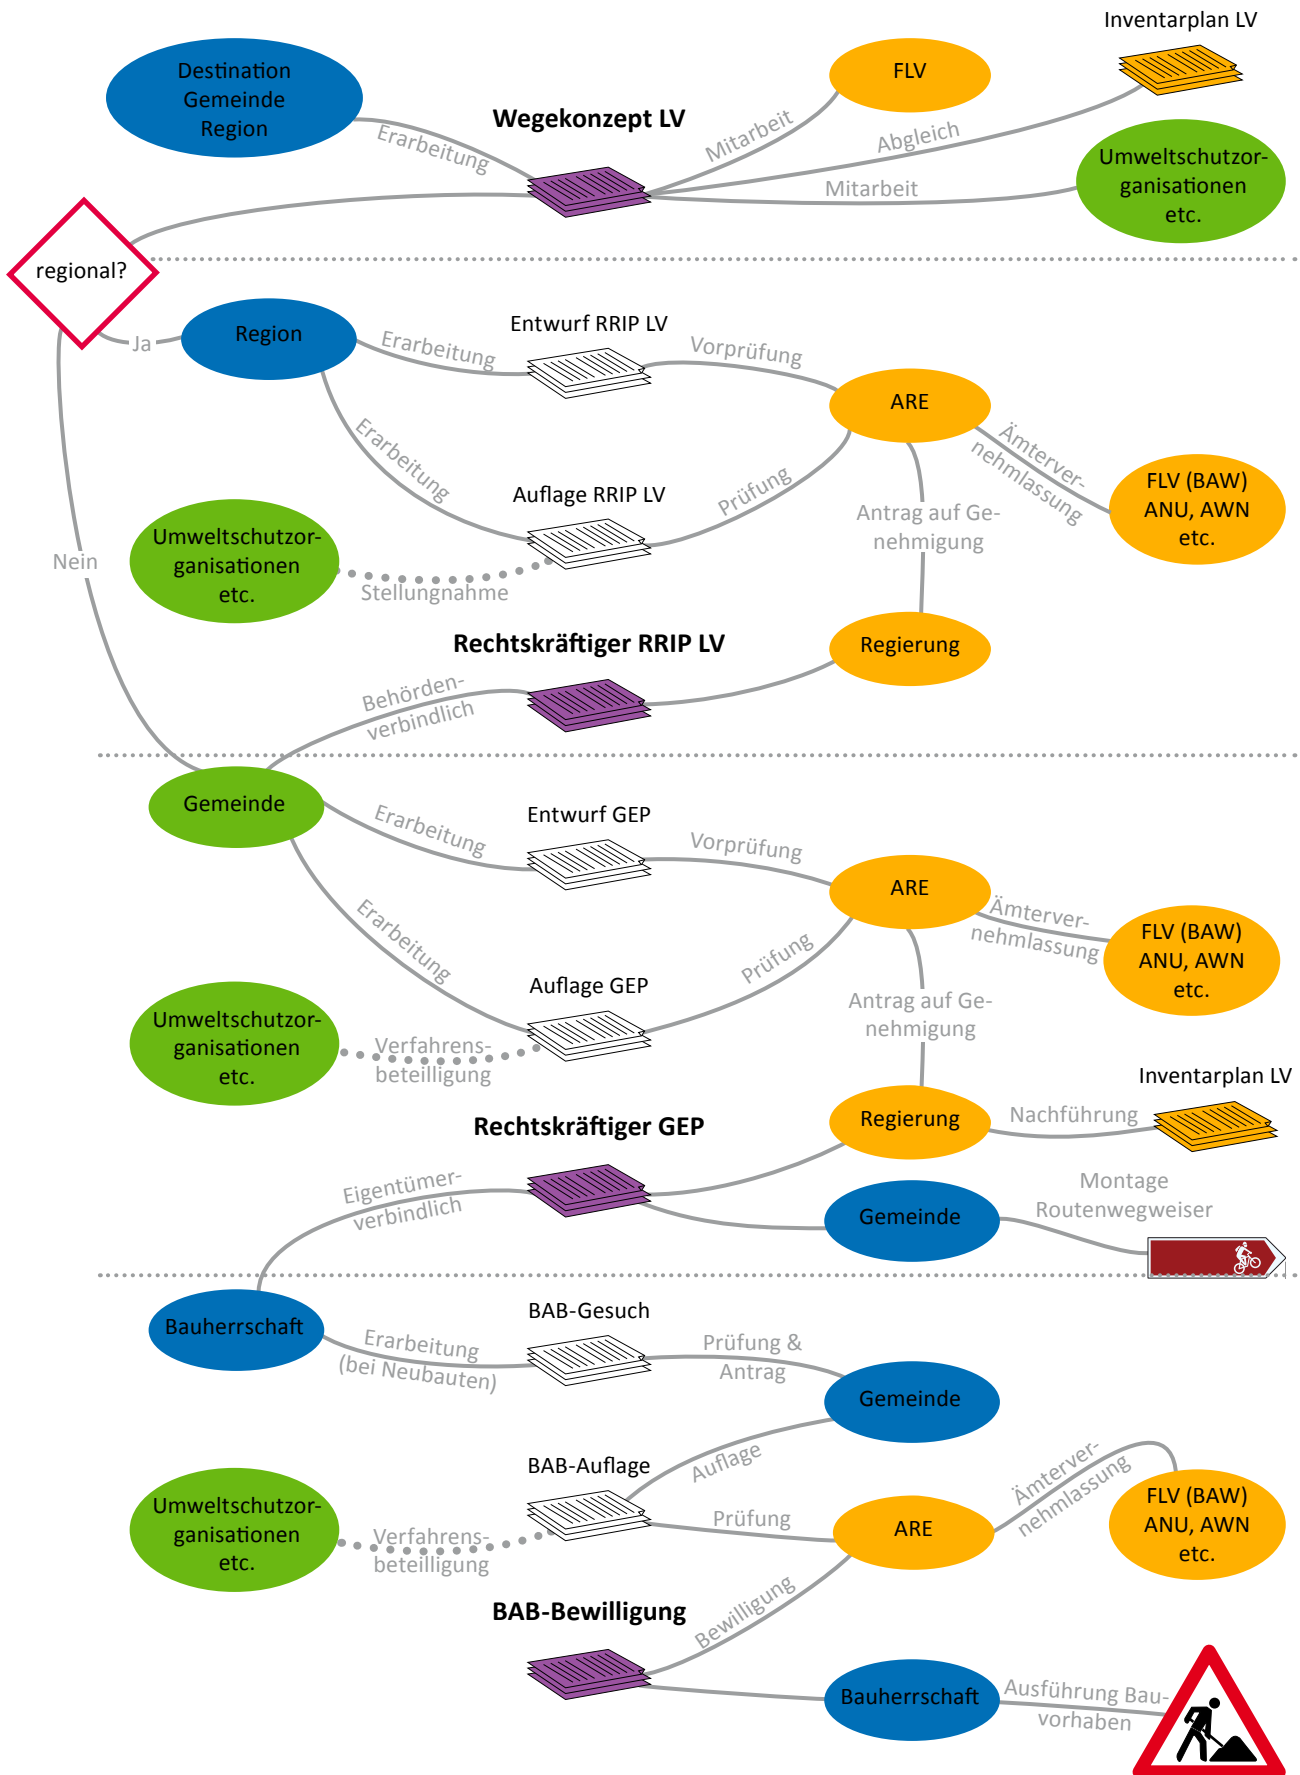 Inventarplan LV
Destination
Gemeinde
Region
FLV
Wegekonzept LV
Erarbeitung
Mitarbeit
Abgleich
Mitarbeit
Umweltschutzor-
ganisationen
etc.
regional?
Ja
Nein
Region
Erarbeitung
Entwurf RRIP LV
Vorprüfung
ARE
Ämterver-
nehmlassung
FLV (BAW)
ANU, AWN
etc.
Erarbeitung
Auflage RRIP LV
Prüfung
Antrag auf Ge-
nehmigung
Umweltschutzor-
ganisationen
etc.
Stellungnahme
Rechtskräftiger RRIP LV
Regierung
Behörden-
verbindlich
Gemeinde
Erarbeitung
Entwurf GEP
Vorprüfung
ARE
Ämterver-
nehmlassung
FLV (BAW)
ANU, AWN
etc.
Erarbeitung
Auflage GEP
Prüfung
Antrag auf Ge-
nehmigung
Umweltschutzor-
ganisationen
etc.
Verfahrens-
beteilligung
Inventarplan LV
Rechtskräftiger GEP
Regierung
Nachführung
Eigentümer-
verbindlich
Gemeinde
Montage
Routenwegweiser
Bauherrschaft
Erarbeitung
(bei Neubauten)
BAB-Gesuch
Prüfung &
Antrag
Gemeinde
BAB-Auflage
Auflage
Umweltschutzor-
ganisationen
etc.
Verfahrens-
beteilligung
Prüfung
ARE
Ämterver-
nehmlassung
FLV (BAW)
ANU, AWN
etc.
BAB-Bewilligung
Bewilligung
Bauherrschaft
Ausführung Bau-
vorhaben